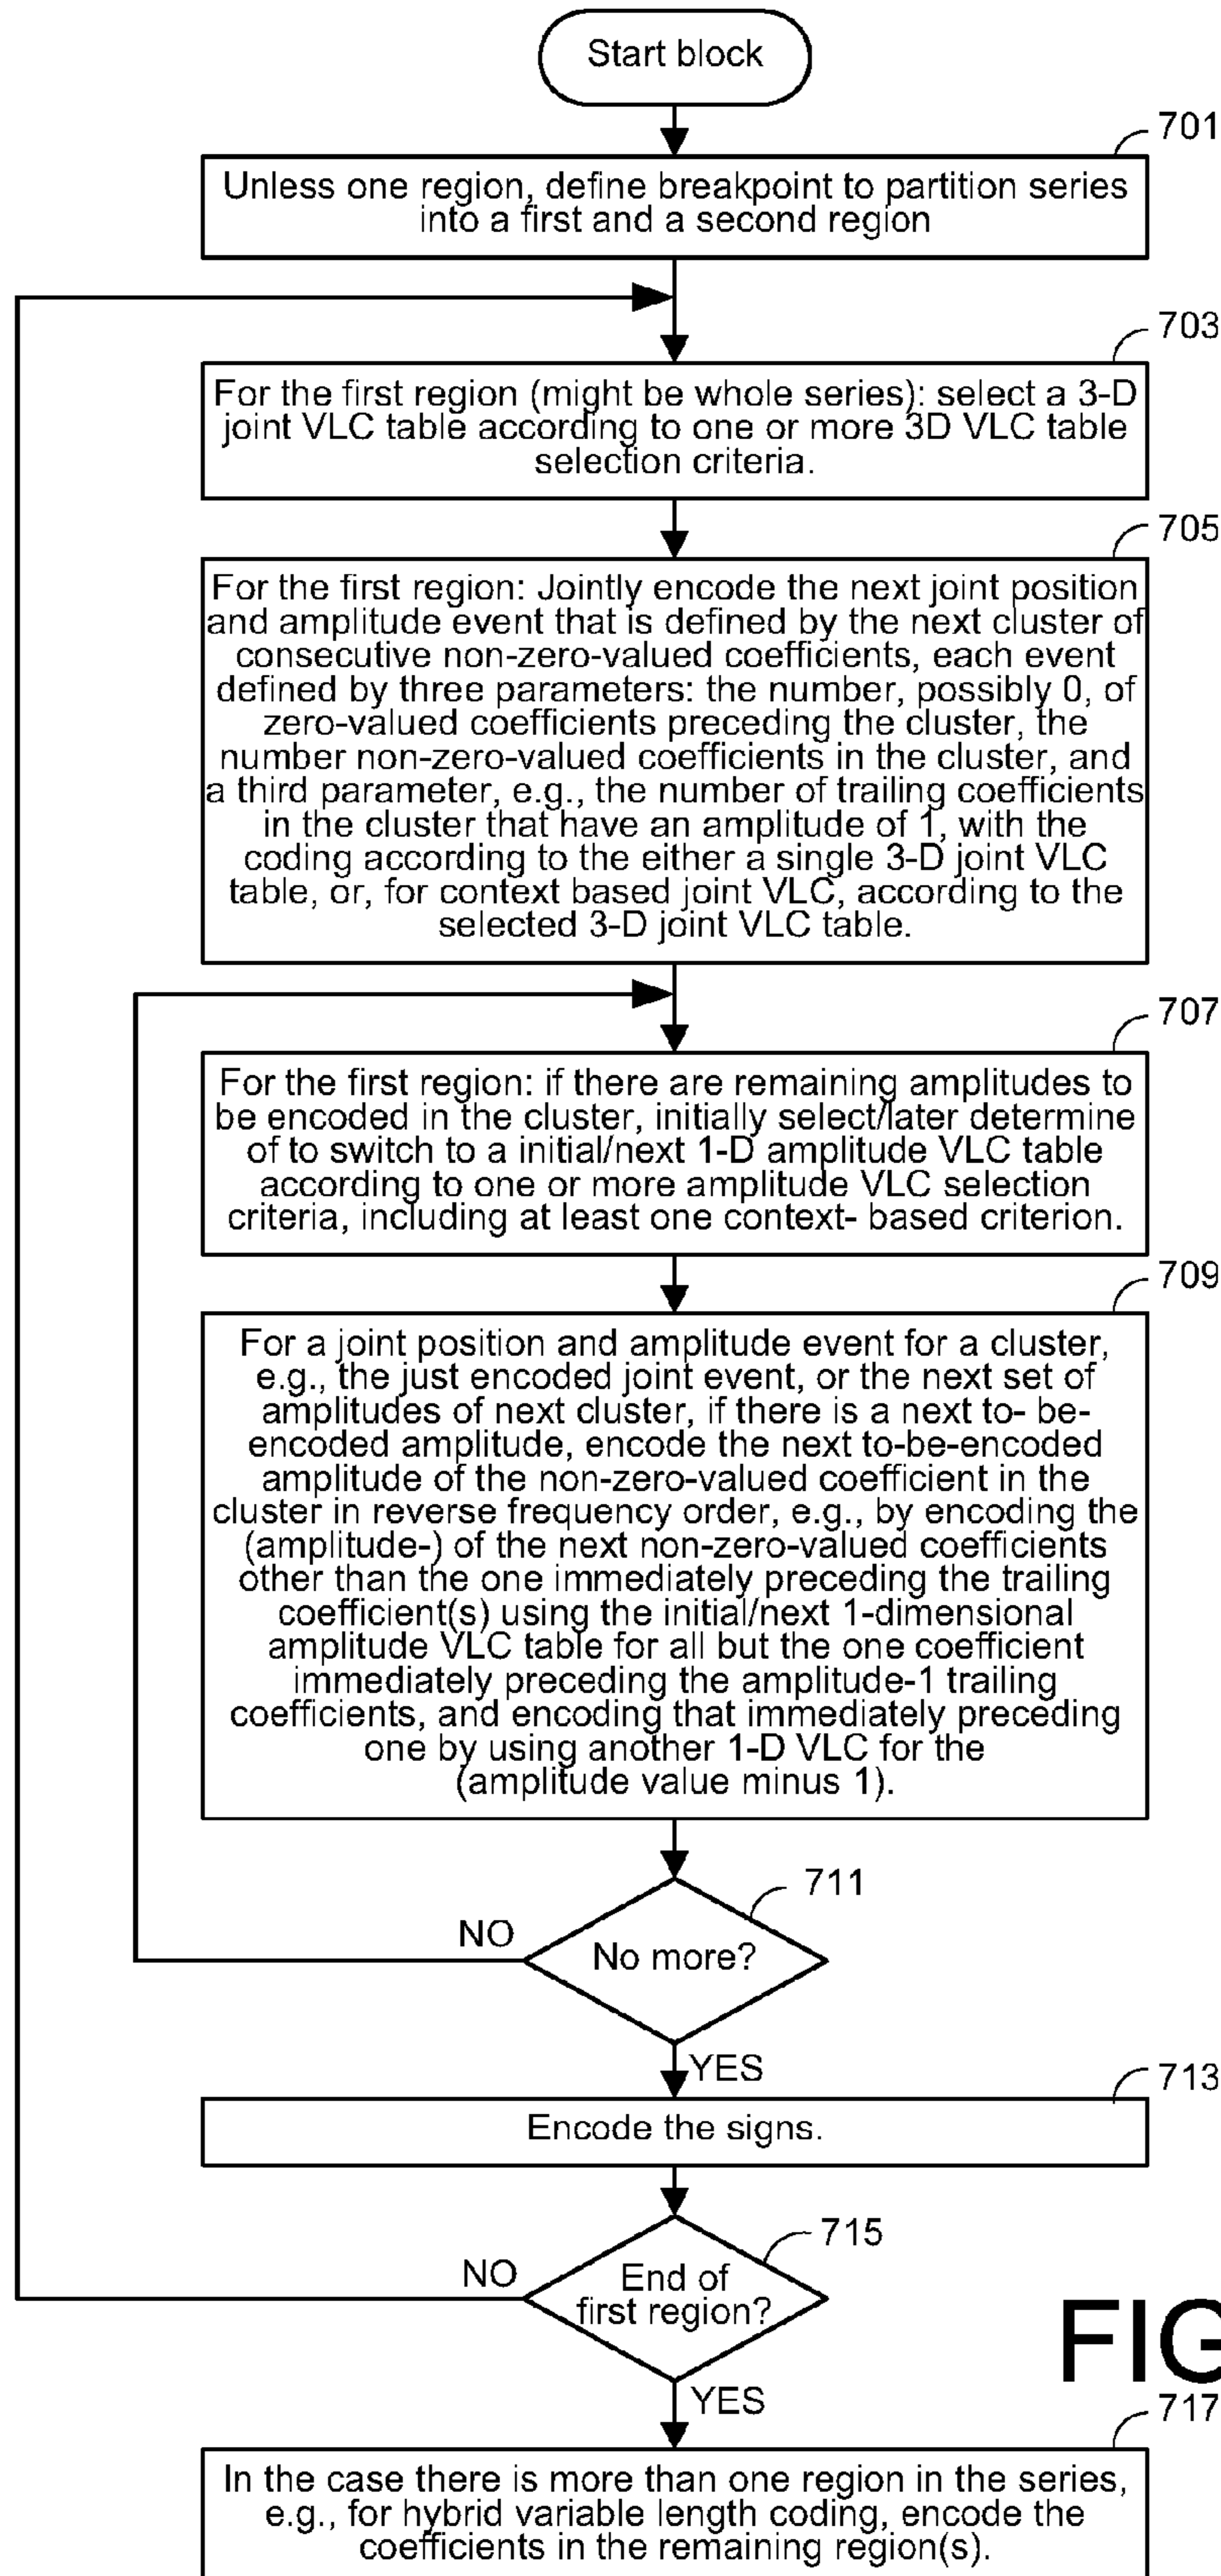 Start block
701
Unless one region, define breakpoint to partition series
into a first and a second region
703
For the first region (might be whole series): select a 3-D
joint VLC table according to one or more 3D VLC table
selection criteria.
705
For the first region: Jointly encode the next joint position
and amplitude event that is defined by the next cluster of
consecutive non-zero-valued coefficients, each event
defined by three parameters: the number, possibly 0, of
zero-valued coefficients preceding the cluster, the
number non-zero-valued coefficients in the cluster, and
a third parameter, e.g., the number of trailing coefficients
in the cluster that have an amplitude of 1, with the
coding according to the either a single 3-D joint VLC
table, or, for context based joint VLC, according to the
selected 3-D joint VLC table.
707
For the first region: if there are remaining amplitudes to
be encoded in the cluster, initially select/later determine
of to switch to a initial/next 1-D amplitude VLC table
according to one or more amplitude VLC selection
criteria, including at least one context- based criterion.
709
For a joint position and amplitude event for a cluster,
e.g., the just encoded joint event, or the next set of
amplitudes of next cluster, if there is a next to- be-
encoded amplitude, encode the next to-be-encoded
amplitude of the non-zero-valued coefficient in the
cluster in reverse frequency order, e.g., by encoding the
(amplitude-) of the next non-zero-valued coefficients
other than the one immediately preceding the trailing
coefficient(s) using the initial/next 1-dimensional
amplitude VLC table for all but the one coefficient
immediately preceding the amplitude-1 trailing
coefficients, and encoding that immediately preceding
one by using another 1-D VLC for the
(amplitude value minus 1).
711
NO
No more?
YES
713
Encode the signs.
715
NO
End of
first region?
YES
FIG
717
In the case there is more than one region in the series,
e.g., for hybrid variable length coding, encode the
coefficients in the remaining region(s).